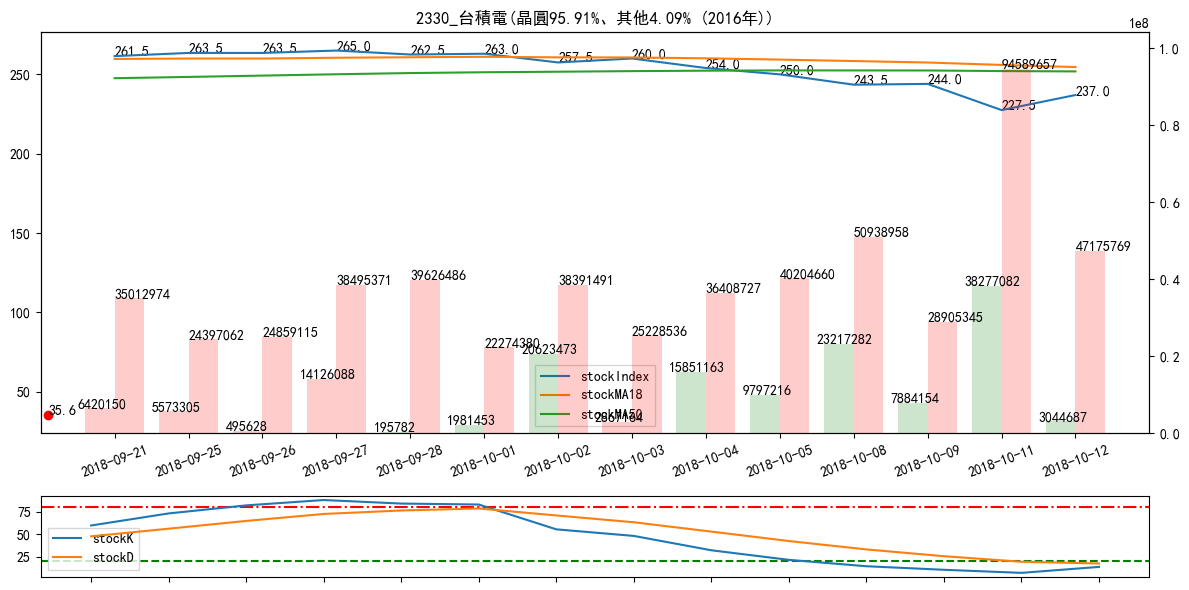 2330_台積電(晶圓95.91%、其他4.09% (2016年))
1e8
261.5 263.5 263.5 265.0 262.5 263.0 257.5 260.0 254.0 250.0 243.5 244.0 227.5 237.0
250 200 150 100 50
1.0 0.8 0.6 0.4 0.2 0.0
35012974 24397062 24859115 38495371 39626486 22274380 38391491 25228536 36408727 40204660 50938958 28905345 94589657 47175769
6420150 5573305 495628 14126088 195782 1981453 20623473 2867104 15851163 9797216 23217282 7884154 38277082 3044687
35.6
stockIndex
stockMA18
stockMA50
2018-09-21 2018-09-25 2018-09-26 2018-09-27 2018-09-28 2018-10-01 2018-10-02 2018-10-03 2018-10-04 2018-10-05 2018-10-08 2018-10-09 2018-10-11 2018-10-12
75 50 25
stockK
stockD